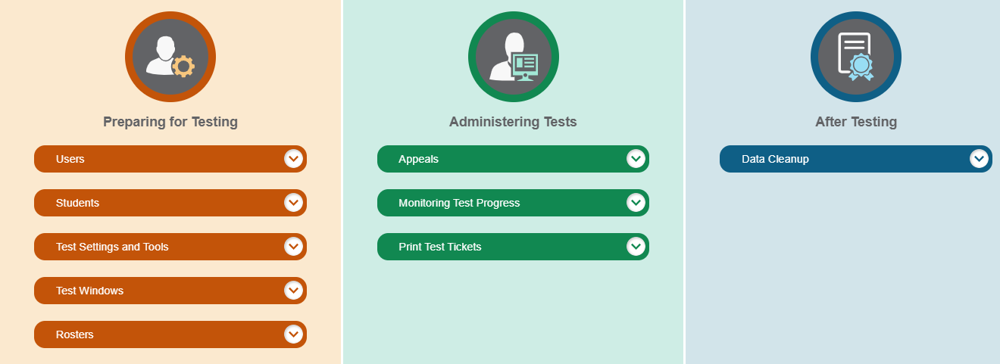 Preparing for Testing
Users
Students
Test Settings and Tools
Test Windows
Rosters
Administering Tests
Appeals
Monitoring Test Progress
Print Test Tickets
After Testing
Data Cleanup